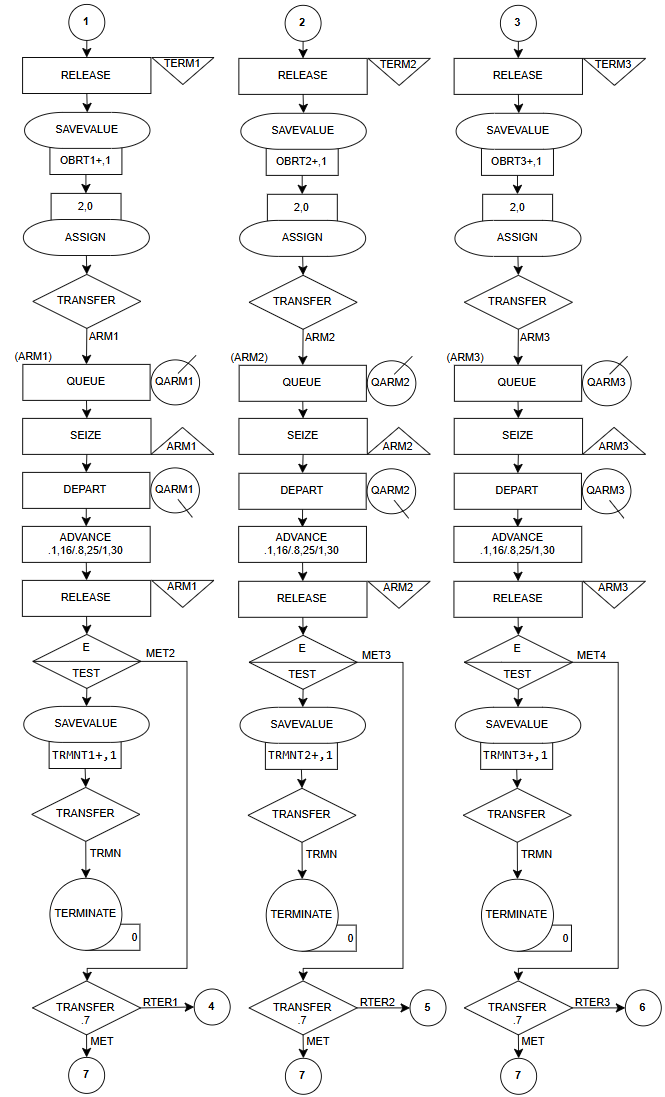 1
RELEASE
TERM1
SAVEVALUE
OBRT1+,1
2,0
ASSIGN
TRANSFER
ARM1
(ARM1)
QUEUE
QARM1
SEIZE
ARM1
DEPART
QARM1
ADVANCE
.1,16/.8,25/1,30
RELEASE
ARM1
E
MET2
TEST
SAVEVALUE
TRMNT1+,1
TRANSFER
TRMN
TERMINATE
0
TRANSFER
.7
RTER1
4
MET
7
2
RELEASE
TERM2
SAVEVALUE
OBRT2+,1
2,0
ASSIGN
TRANSFER
ARM2
(ARM2)
QUEUE
QARM2
SEIZE
ARM2
DEPART
QARM2
ADVANCE
.1,16/.8,25/1,30
RELEASE
ARM2
E
MET3
TEST
SAVEVALUE
TRMNT2+,1
TRANSFER
TRMN
TERMINATE
0
TRANSFER
.7
RTER2
5
MET
7
3
RELEASE
TERM3
SAVEVALUE
OBRT3+,1
2,0
ASSIGN
TRANSFER
ARM3
(ARM3)
QUEUE
QARM3
SEIZE
ARM3
DEPART
QARM3
ADVANCE
.1,16/.8,25/1,30
RELEASE
ARM3
E
MET4
TEST
SAVEVALUE
TRMNT3+,1
TRANSFER
TRMN
TERMINATE
0
TRANSFER
.7
RTER3
6
MET
7